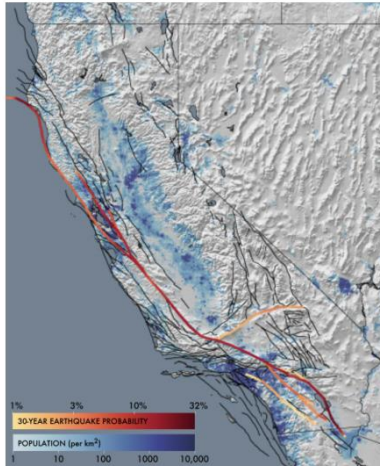 1% 3% 10% 32%
30-YEAR EARTHQUAKE PROBABILITY
POPULATION (per km²)
1 10 100 1000 10,000